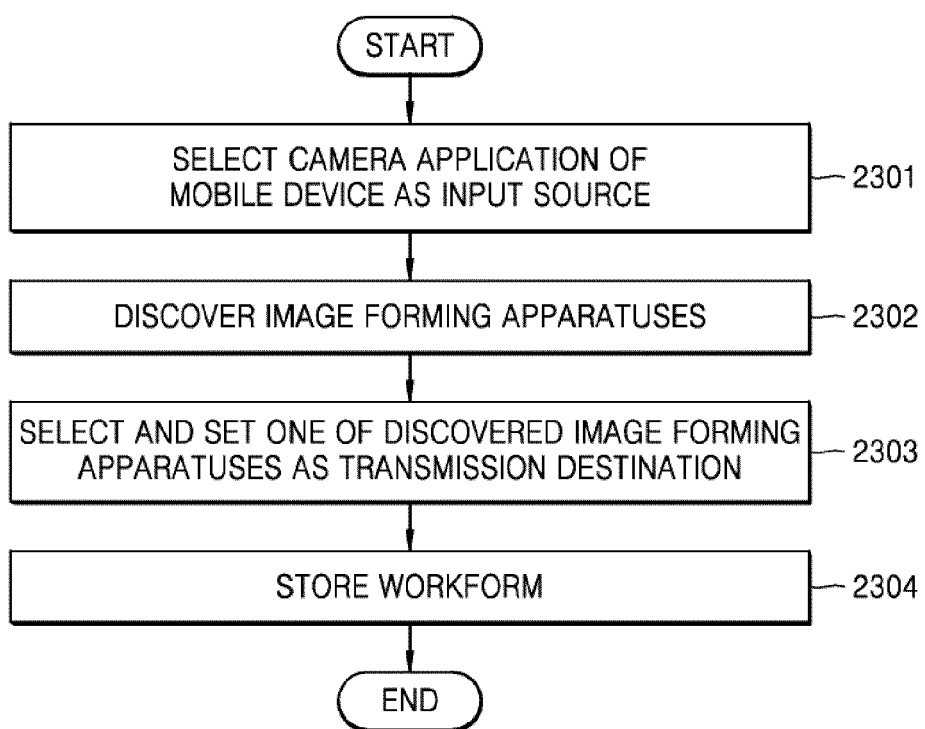 START
SELECT CAMERA APPLICATION OF
MOBILE DEVICE AS INPUT SOURCE
2301
DISCOVER IMAGE FORMING APPARATUSES
2302
SELECT AND SET ONE OF DISCOVERED IMAGE FORMING
APPARATUSES AS TRANSMISSION DESTINATION
2303
STORE WORKFORM
2304
END